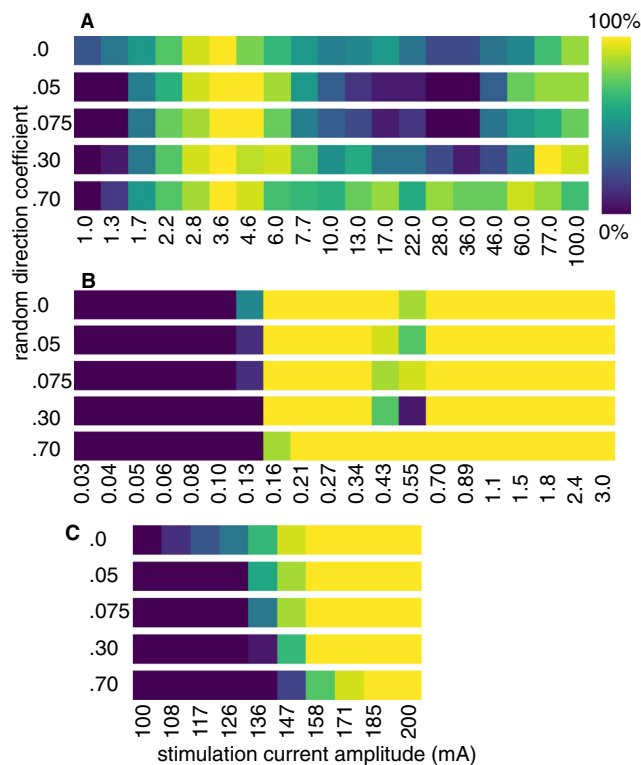 A
100%
.0
.05
.075
.30
.70
0%
1.0 1.3 1.7 2.2 2.8 3.6 4.6 6.0 7.7 10.0 13.0 17.0 22.0 28.0 36.0 46.0 60.0 77.0 100.0
random direction coefficient
B
.0
.05
.075
.30
.70
0.03 0.04 0.05 0.06 0.08 0.10 0.13 0.16 0.21 0.27 0.34 0.43 0.55 0.70 0.89 1.1 1.5 1.8 2.4 3.0
C
.0
.05
.075
.30
.70
100 108 117 126 136 147 158 171 185 200
stimulation current amplitude (mA)